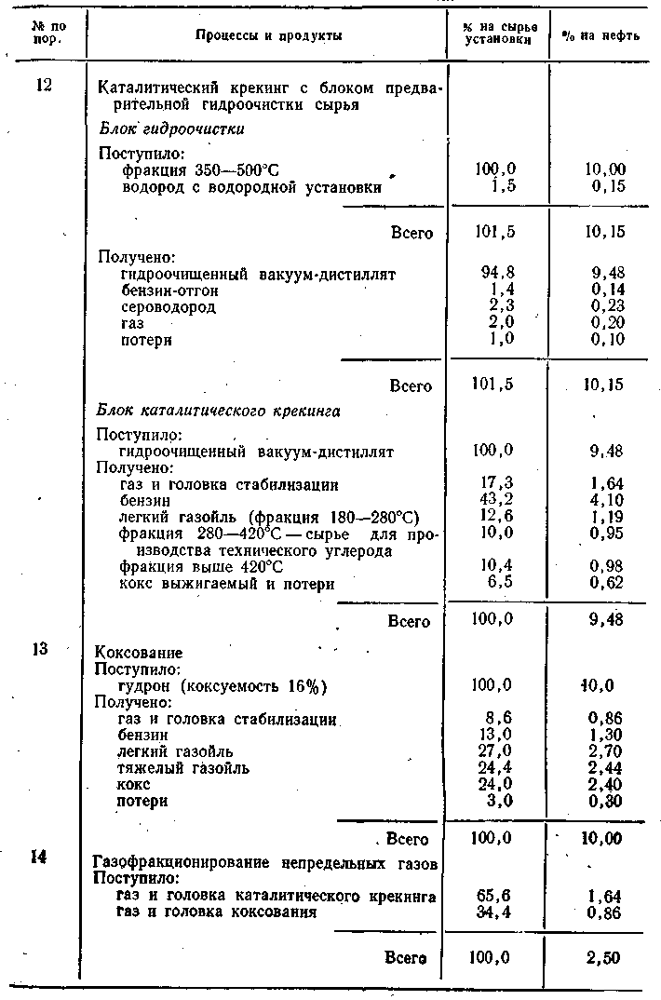 № по пор. Процессы и продукты % на сырье установки % на нефть
12 Каталитический крекинг с блоком предва-
рительной гидроочистки сырья
Блок гидроочистки
Поступило:
фракция 350—500°С 100,0 10,00
водород с водородной установки 1,5 0,15
Всего 101,5 10,15
Получено:
гидроочищенный вакуум-дистиллят 94,8 9,48
бензин-отгон 1,4 0,14
сероводород 2,3 0,23
газ 2,0 0,20
потери 1,0 0,10
Всего 101,5 10,15
Блок каталитического крекинга
Поступило:
гидроочищенный вакуум-дистиллят 100,0 9,48
Получено:
газ и головка стабилизации 17,3 1,64
бензин 43,2 4,10
легкий газойль (фракция 180—280°С) 12,6 1,19
фракция 280—420°С — сырье для про- 10,0 0,95
изводства технического углерода
фракция выше 420°С 10,4 0,98
кокс выжигаемый и потери 6,5 0,62
Всего 100,0 9,48
13 Коксование
Поступило:
гудрон (коксуемость 16%) 100,0 10,0
Получено:
газ и головка стабилизации 8,6 0,86
бензин 13,0 1,30
легкий газойль 27,0 2,70
тяжелый газойль 24,4 2,44
кокс 24,0 2,40
потери 3,0 0,30
Всего 100,0 10,00
14 Газофракционирование непредельных газов
Поступило:
газ и головка каталитического крекинга 65,6 1,64
газ и головка коксования 34,4 0,86
Всего 100,0 2,50